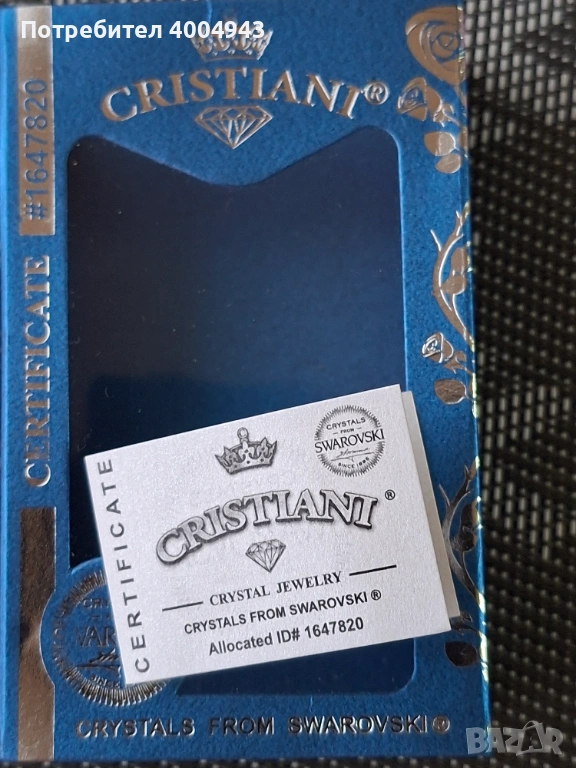 Потребител 4004943
CRISTIANI®
CERTIFICATE #1647820
CERTIFICATE
CRYSTALS
FROM
SWAROVSKI
SINCE 1895
CRISTIANI®
CRYSTAL JEWELRY
CRYSTALS FROM SWAROVSKI®
Allocated ID# 1647820
CRYSTALS FROM SWAROVSKI®
BAZAR